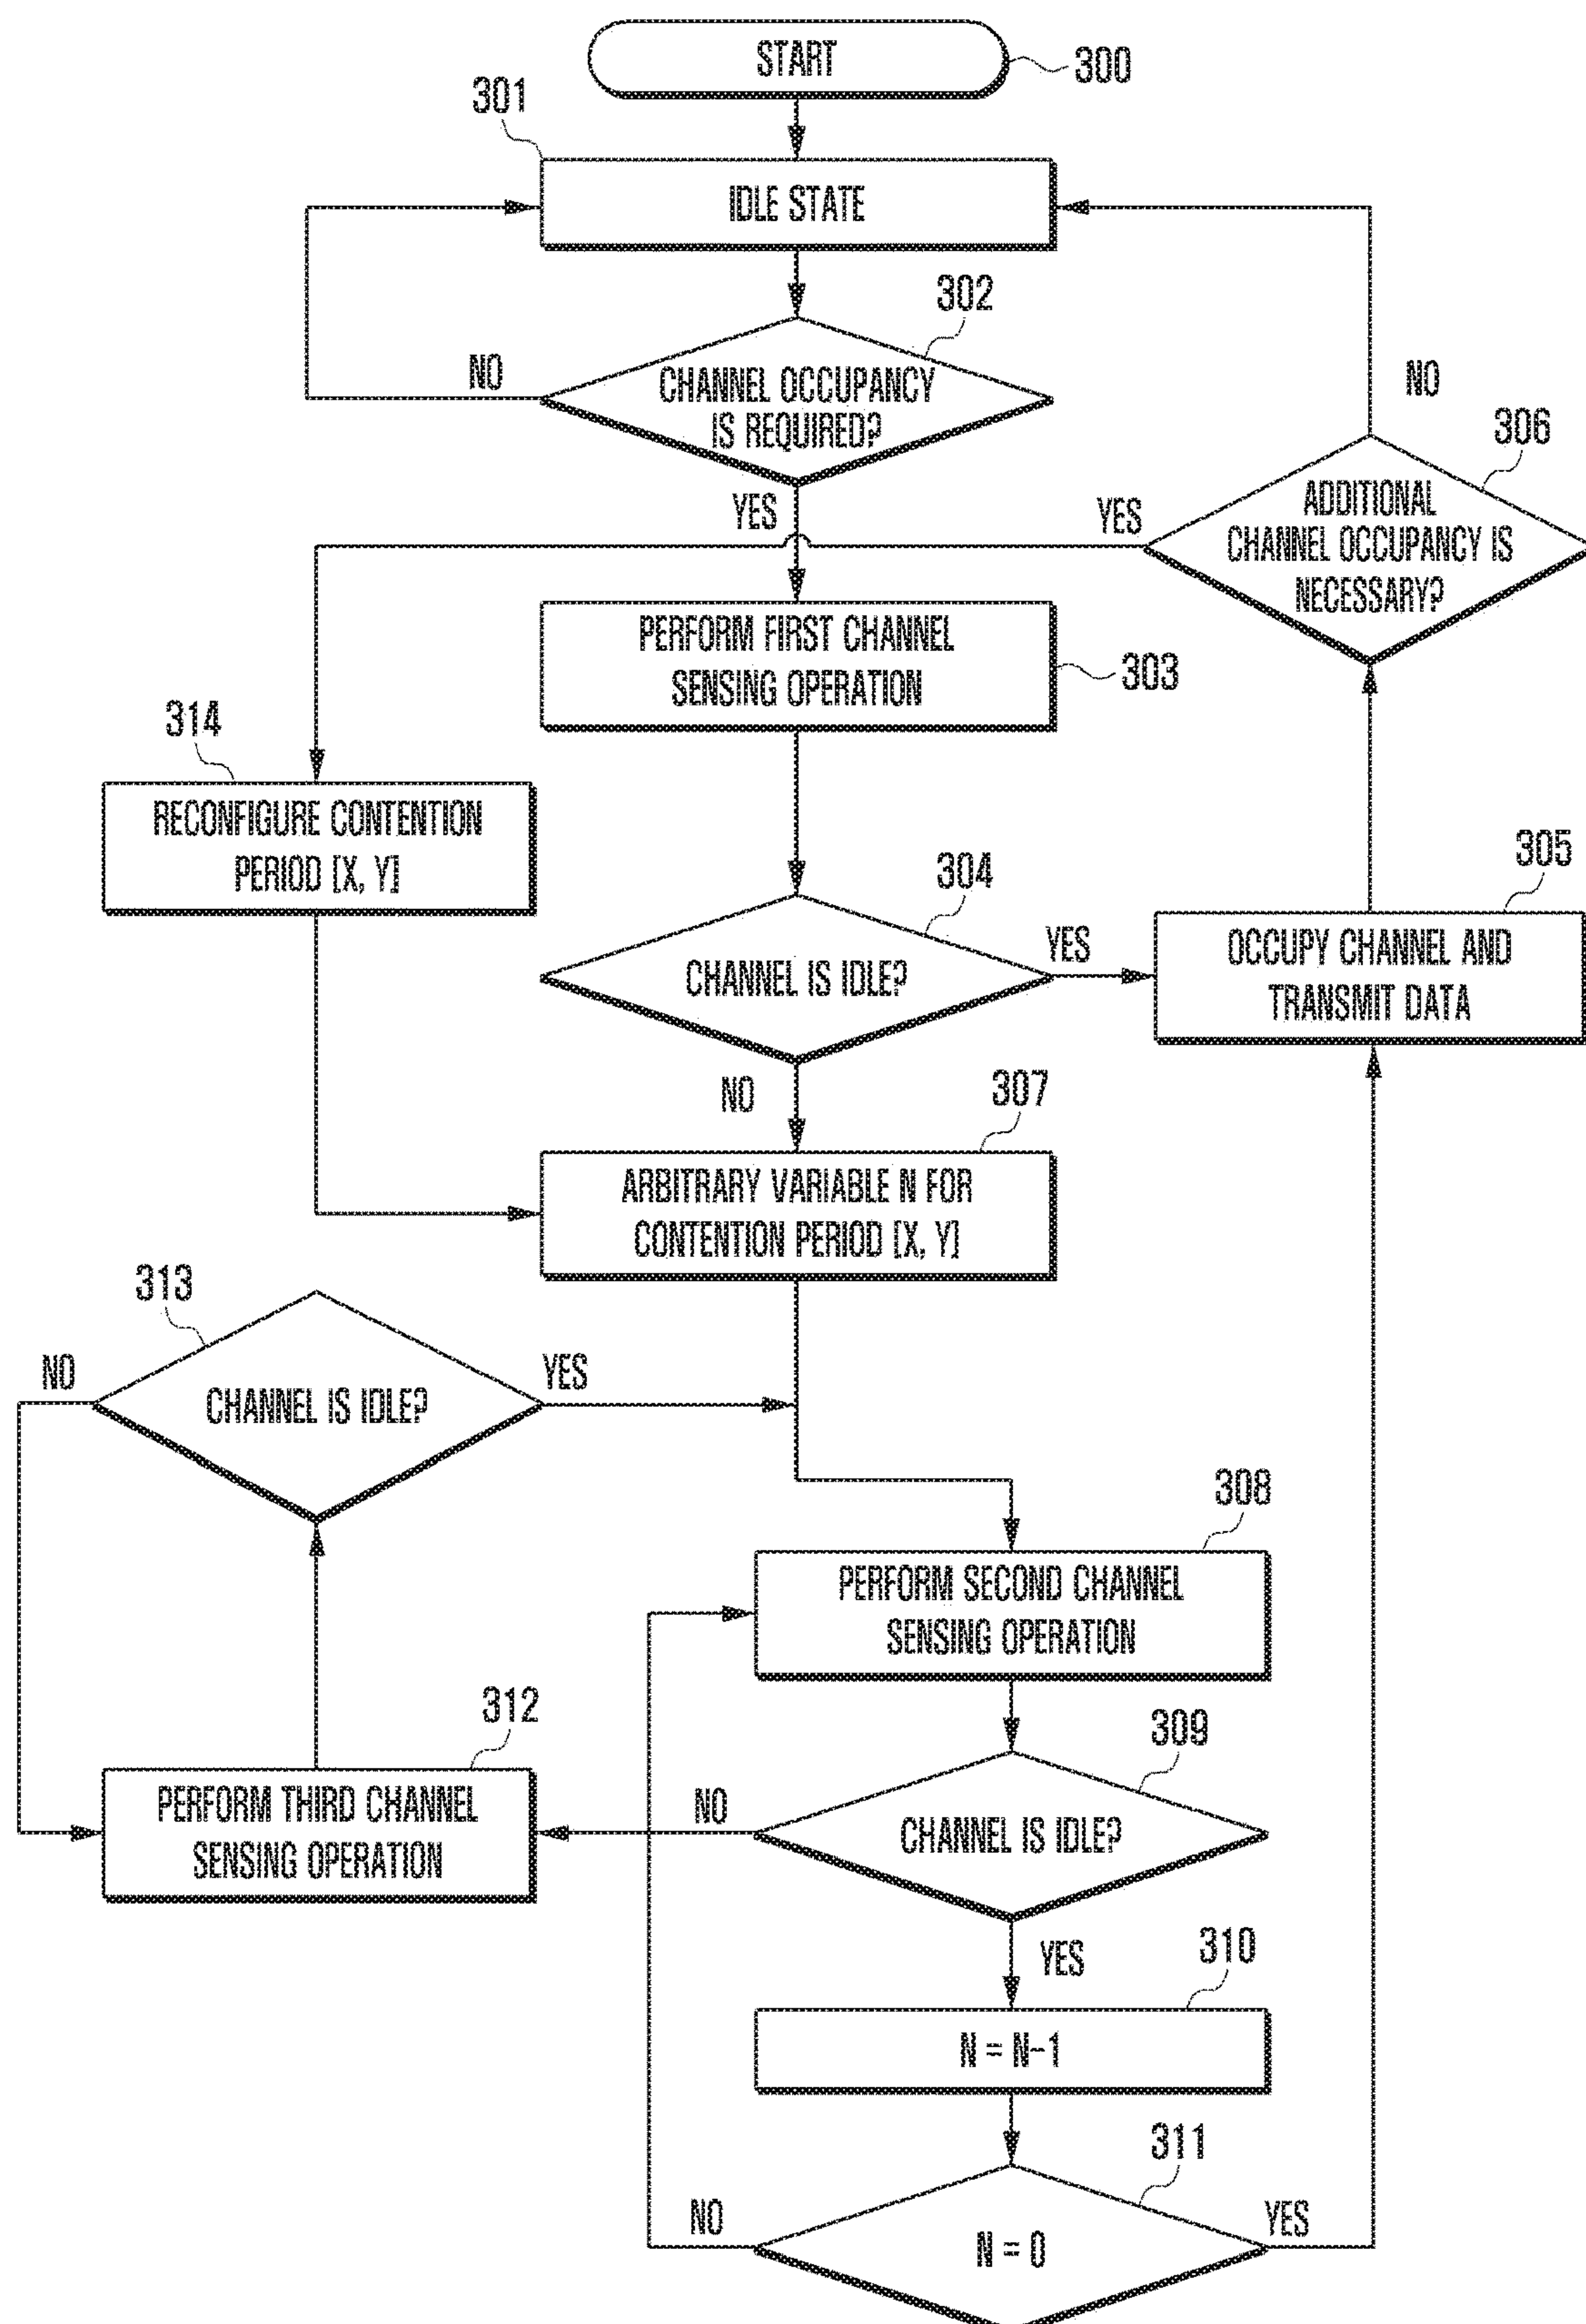 START
300
301
IDLE STATE
302
NO
CHANNEL OCCUPANCY
IS REQUIRED?
YES
NO
306
YES
ADDITIONAL
CHANNEL OCCUPANCY IS
NECESSARY?
PERFORM FIRST CHANNEL
SENSING OPERATION
303
314
RECONFIGURE CONTENTION
PERIOD [X, Y]
304
CHANNEL IS IDLE?
YES
305
OCCUPY CHANNEL AND
TRANSMIT DATA
NO
307
ARBITRARY VARIABLE N FOR
CONTENTION PERIOD [X, Y]
313
NO
CHANNEL IS IDLE?
YES
308
PERFORM SECOND CHANNEL
SENSING OPERATION
312
PERFORM THIRD CHANNEL
SENSING OPERATION
309
NO
CHANNEL IS IDLE?
YES
310
N = N-1
311
NO
N = 0
YES